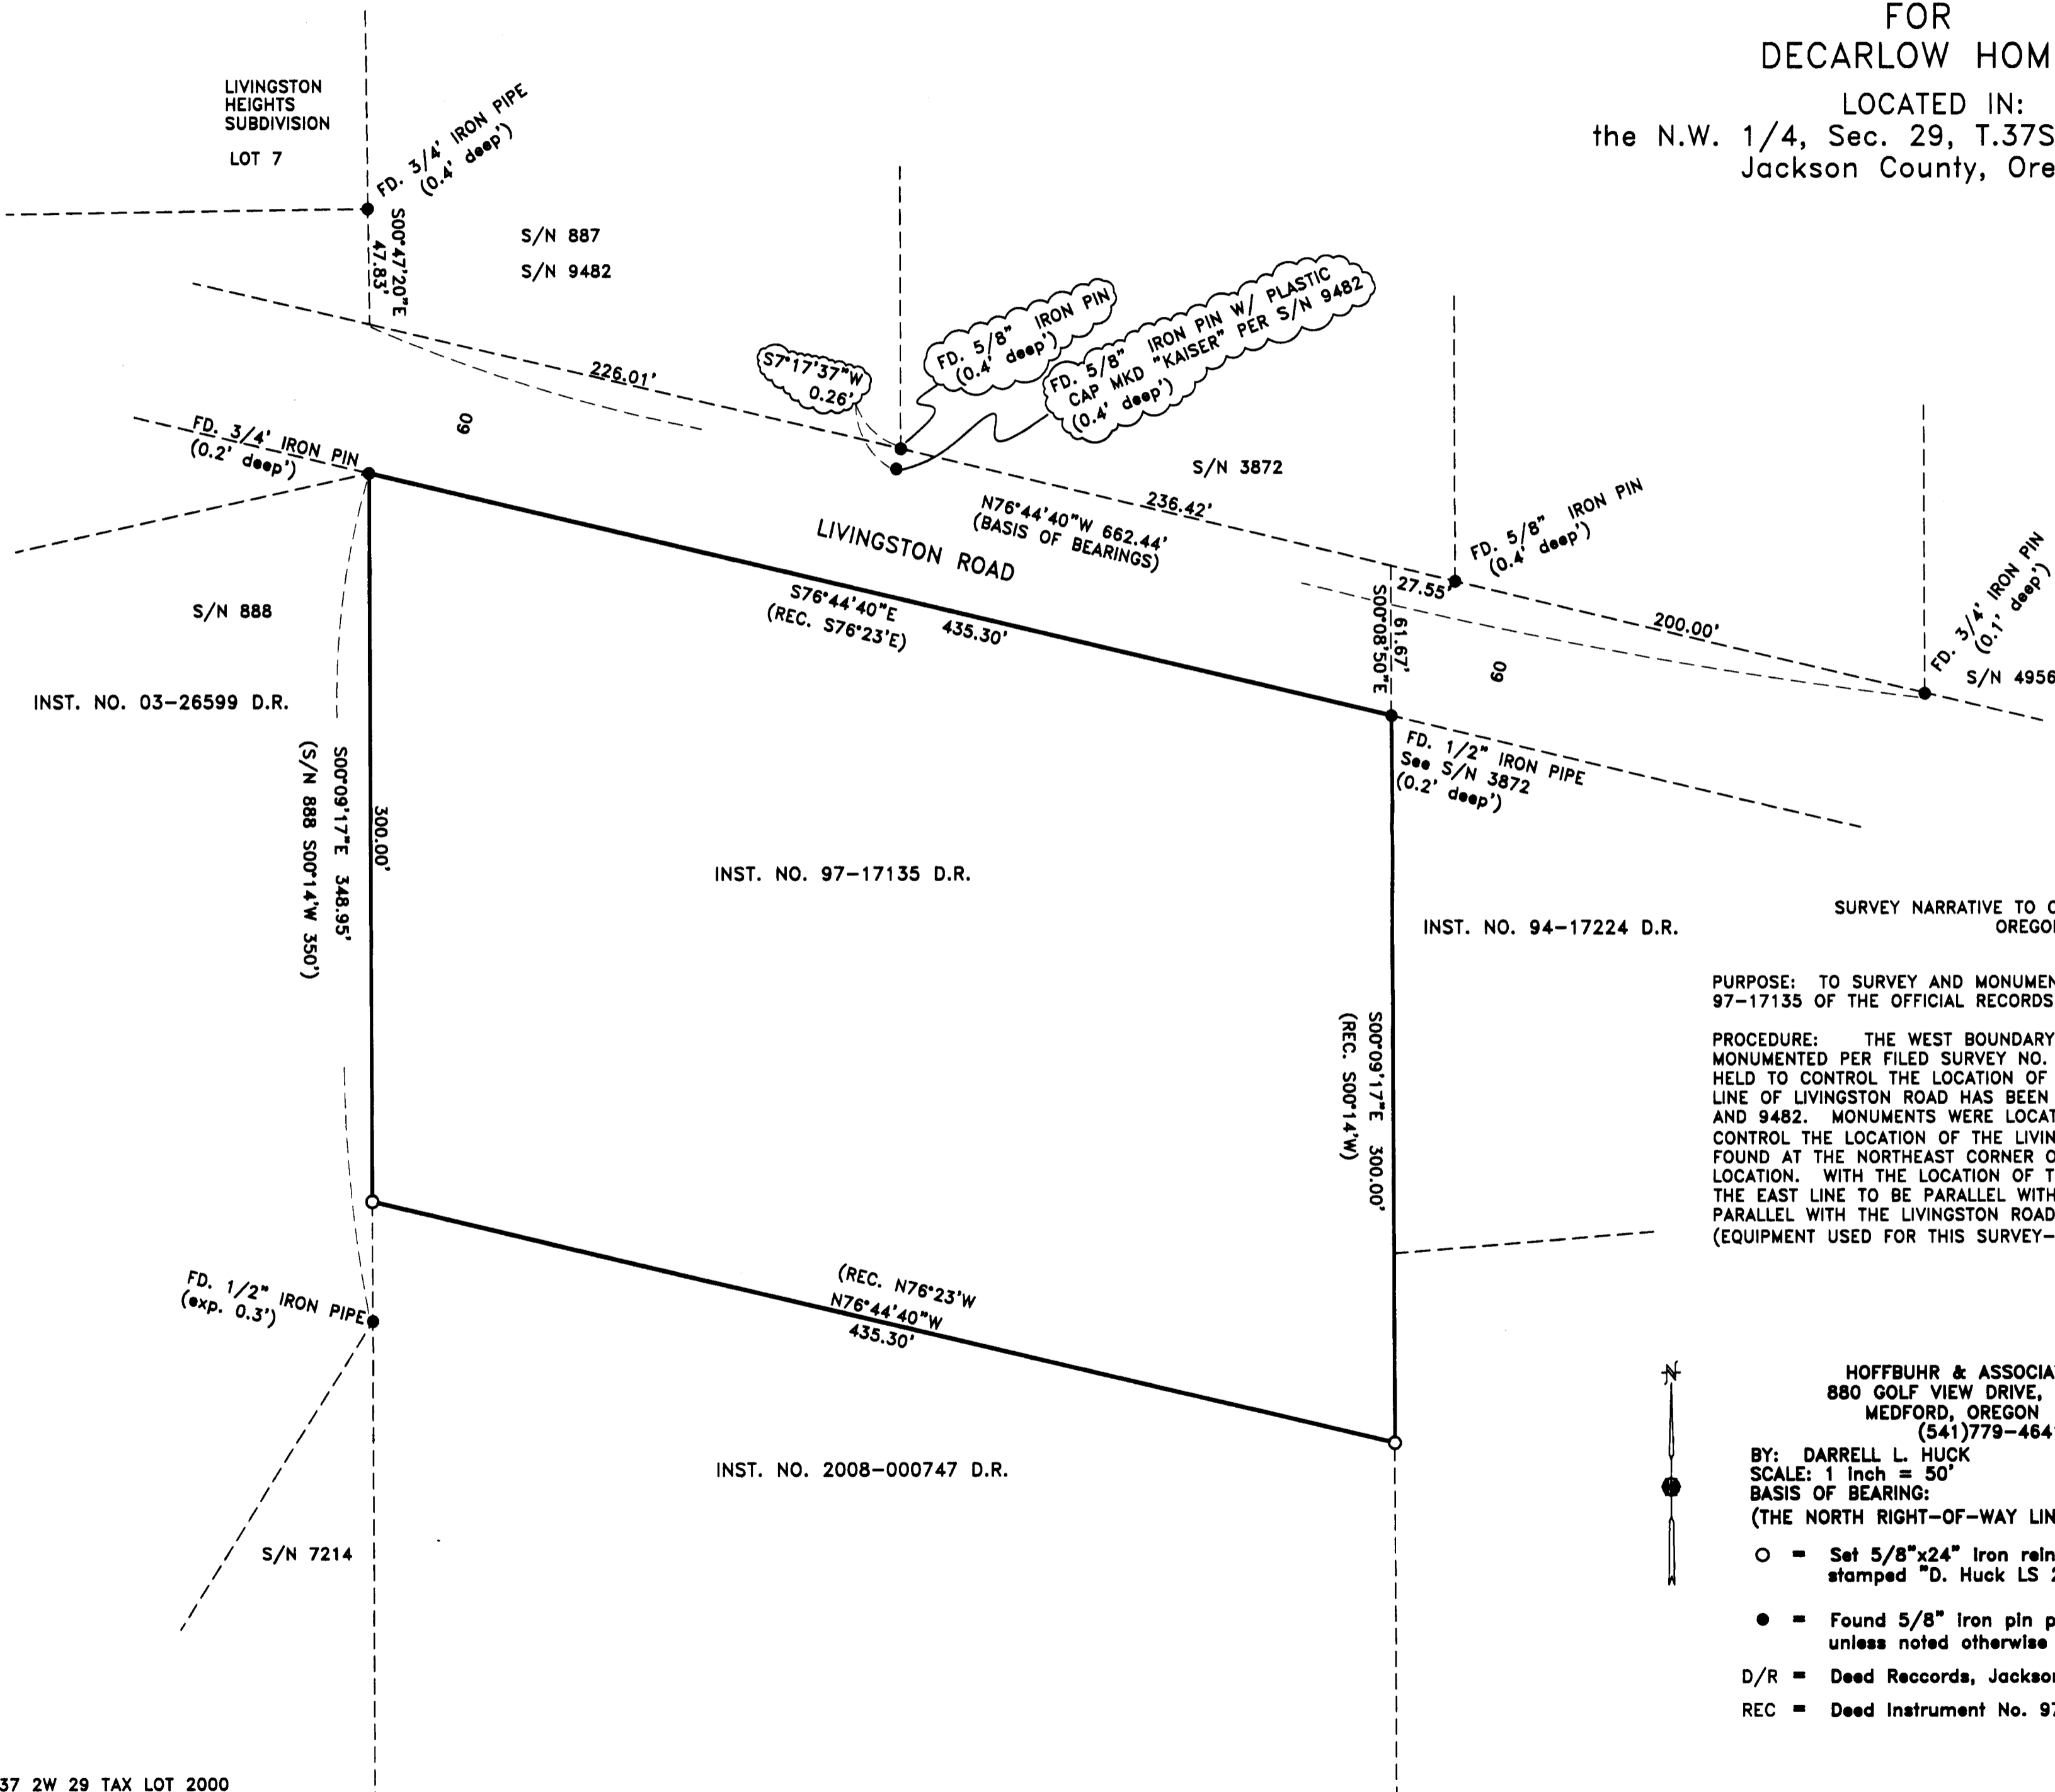 FOR
DECARLOW HOM
LOCATED IN:
the N.W. 1/4, Sec. 29, T.37S
Jackson County, Ore
LIVINGSTON
HEIGHTS
SUBDIVISION
LOT 7
FD. 3/4' IRON PIPE
(0.4' deep')
S00°47'20"E
47.83'
S/N 887
S/N 9482
226.01'
60
S7°17'37"W
0.26'
FD. 5/8" IRON PIN
(0.4' deep')
FD. 5/8" IRON PIN W/ PLASTIC
CAP MKD "KAISER" PER S/N 9482
(0.4' deep')
FD. 3/4' IRON PIN
(0.2' deep')
S/N 3872
236.42'
N76°44'40"W 662.44'
(BASIS OF BEARINGS)
LIVINGSTON ROAD
S76°44'40"E
435.30'
(REC. S76°23'E)
FD. 5/8" IRON PIN
(0.4' deep')
27.55'
61.67'
S00°08'50"E
200.00'
60
FD. 3/4' IRON PIN
(0.1' deep')
S/N 4956
S/N 888
INST. NO. 03-26599 D.R.
FD. 1/2" IRON PIPE
See S/N 3872
(0.2' deep')
300.00'
S00°09'17"E 348.95'
(S/N 888 S00°14'W 350')
INST. NO. 97-17135 D.R.
INST. NO. 94-17224 D.R.
SURVEY NARRATIVE TO C
OREGO
PURPOSE: TO SURVEY AND MONUMEN
97-17135 OF THE OFFICIAL RECORDS
PROCEDURE: THE WEST BOUNDARY
MONUMENTED PER FILED SURVEY NO.
HELD TO CONTROL THE LOCATION OF
LINE OF LIVINGSTON ROAD HAS BEEN
AND 9482. MONUMENTS WERE LOCAT
CONTROL THE LOCATION OF THE LIVIN
FOUND AT THE NORTHEAST CORNER O
LOCATION. WITH THE LOCATION OF T
THE EAST LINE TO BE PARALLEL WITH
PARALLEL WITH THE LIVINGSTON ROAD
(EQUIPMENT USED FOR THIS SURVEY-
S00°09'17"E 300.00'
(REC. S00°14'W)
FD. 1/2" IRON PIPE
(exp. 0.3')
(REC. N76°23'W
N76°44'40"W
435.30'
INST. NO. 2008-000747 D.R.
S/N 7214
N
HOFFBUHR & ASSOCIA
880 GOLF VIEW DRIVE,
MEDFORD, OREGON
(541)779-464
BY: DARRELL L. HUCK
SCALE: 1 inch = 50'
BASIS OF BEARING:
(THE NORTH RIGHT-OF-WAY LIN
O = Set 5/8"x24" iron rein
stamped "D. Huck LS 2
● = Found 5/8" iron pin p
unless noted otherwise
D/R = Deed Reccords, Jackson
REC = Deed Instrument No. 97
37 2W 29 TAX LOT 2000